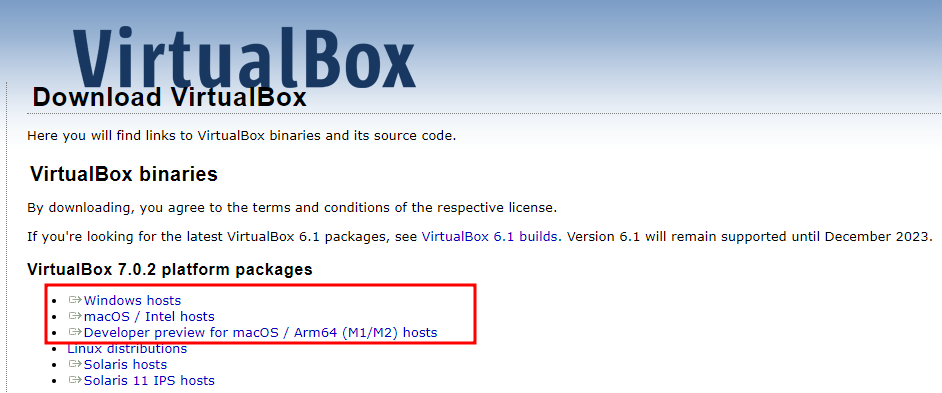 VirtualBox
Download VirtualBox
Here you will find links to VirtualBox binaries and its source code.
VirtualBox binaries
By downloading, you agree to the terms and conditions of the respective license.
If you're looking for the latest VirtualBox 6.1 packages, see VirtualBox 6.1 builds. Version 6.1 will remain supported until December 2023.
VirtualBox 7.0.2 platform packages
Windows hosts
macOS / Intel hosts
Developer preview for macOS / Arm64 (M1/M2) hosts
Linux distributions
Solaris hosts
Solaris 11 IPS hosts